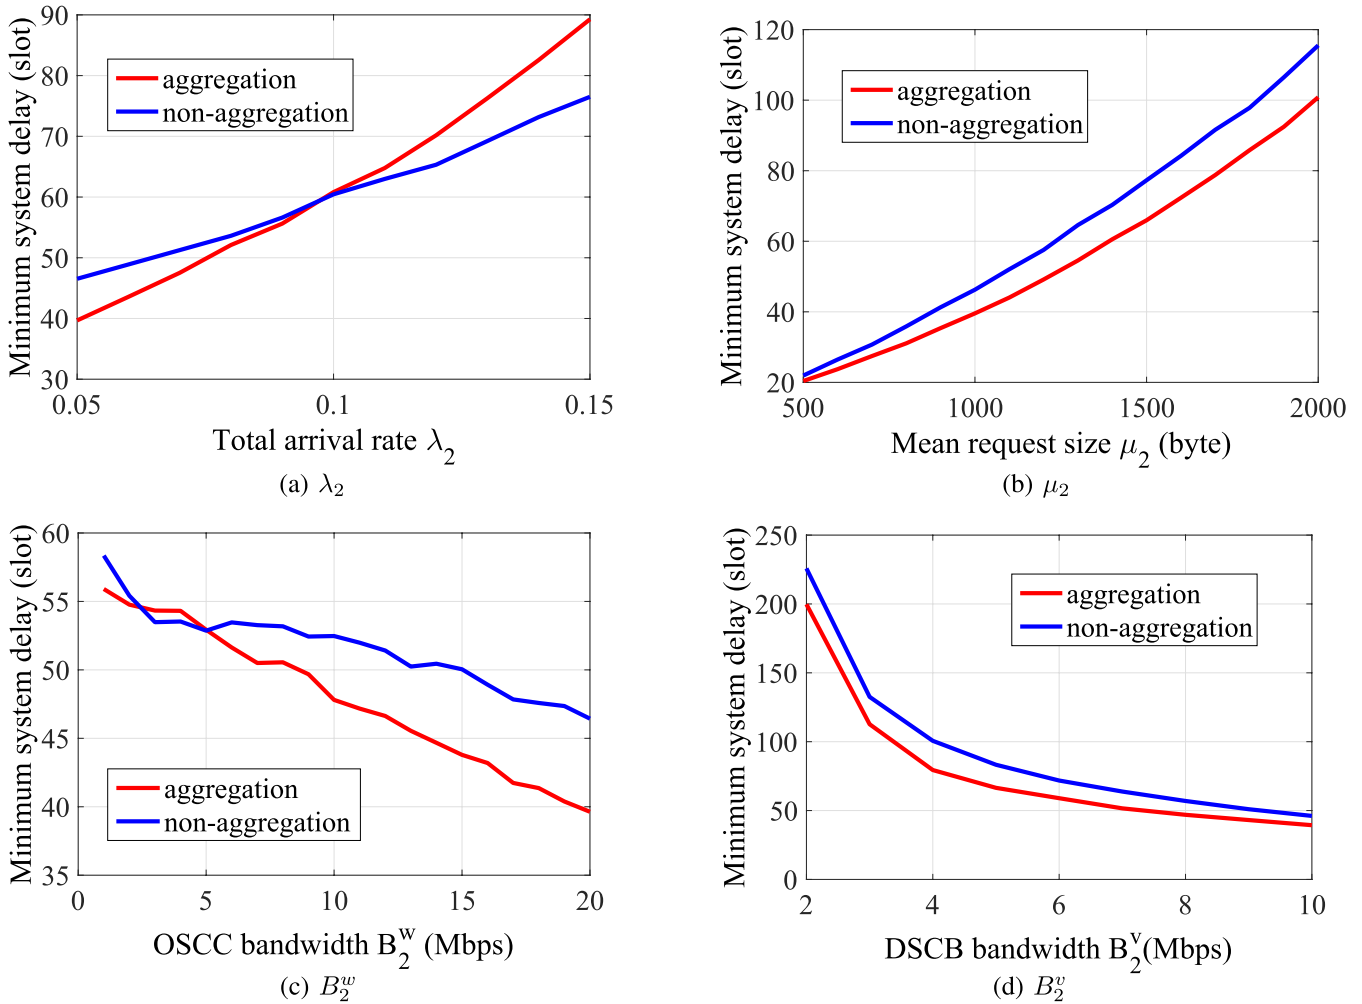 Minimum system delay (slot)
90
80
70
60
50
40
30
aggregation
non-aggregation
0.05
0.1
0.15
Total arrival rate λ2
(a) λ2
Minimum system delay (slot)
120
100
80
60
40
20
aggregation
non-aggregation
500
1000
1500
2000
Mean request size μ2 (byte)
(b) μ2
Minimum system delay (slot)
60
55
50
45
40
35
aggregation
non-aggregation
0
5
10
15
20
OSCC bandwidth B2w (Mbps)
(c) B2w
Minimum system delay (slot)
250
200
150
100
50
0
aggregation
non-aggregation
2
4
6
8
10
DSCB bandwidth B2v(Mbps)
(d) B2v